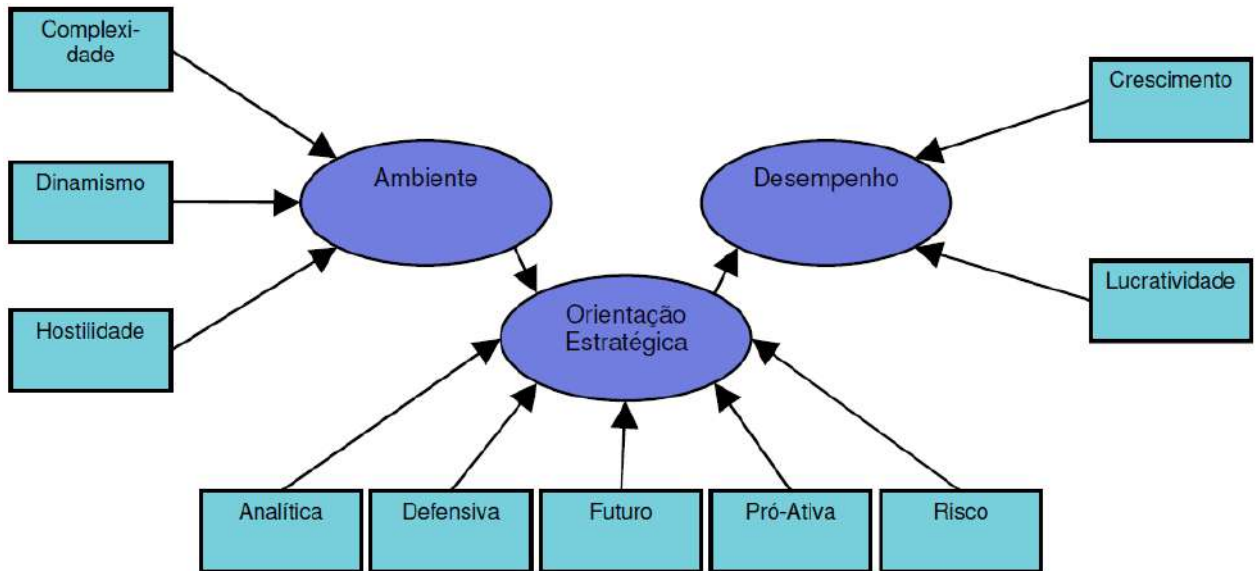 Complexi-
dade
Dinamismo
Hostilidade
Ambiente
Desempenho
Orientação
Estratégica
Crescimento
Lucratividade
Analítica
Defensiva
Futuro
Pró-Ativa
Risco